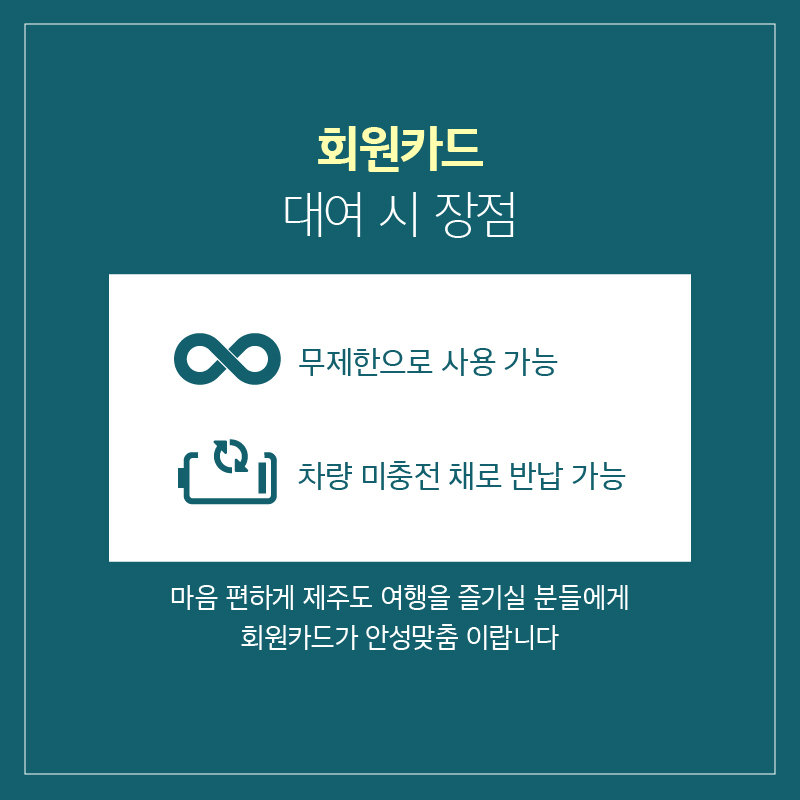 회원카드
대여 시 장점
무제한으로 사용 가능
차량 미충전 채로 반납 가능
마음 편하게 제주도 여행을 즐기실 분들에게
회원카드가 안성맞춤 이랍니다